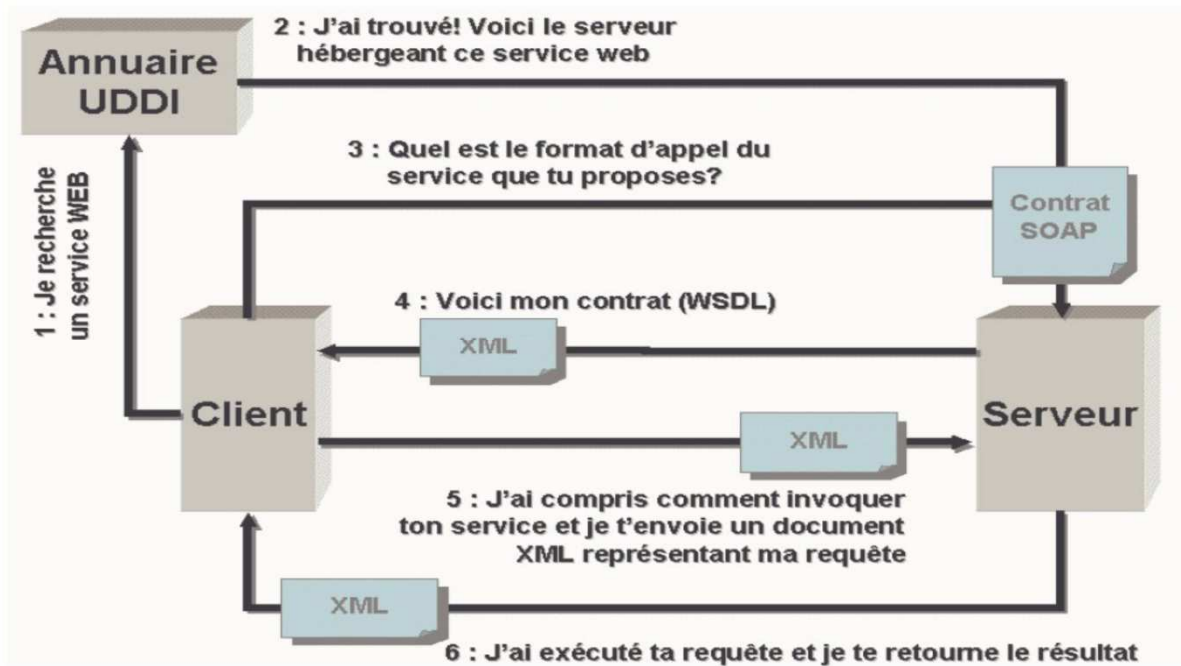 2 : J'ai trouvé! Voici le serveur
hébergeant ce service web
Annuaire
UDDI
3 : Quel est le format d'appel du
service que tu proposes?
Contrat
SOAP
1 : Je recherche
un service WEB
4 : Voici mon contrat (WSDL)
XML
Client
Serveur
XML
5 : J'ai compris comment invoquer
ton service et je t'envoie un document
XML représentant ma requête
XML
6 : J'ai exécuté ta requête et je te retourne le résultat